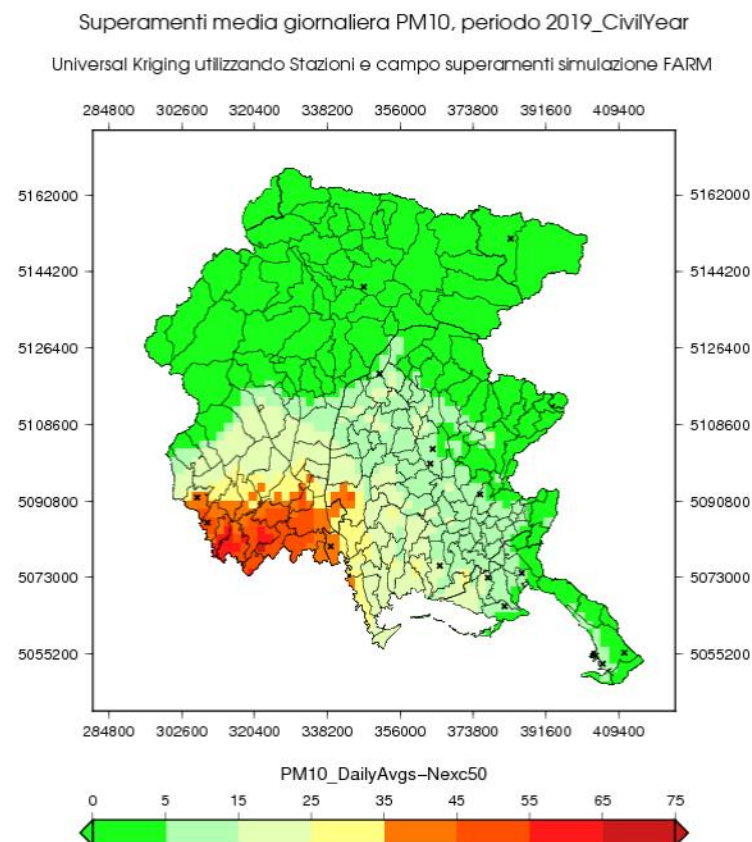 Superamenti media giornaliera PM10, periodo 2019_CivilYear
Universal Kriging utilizzando Stazioni e campo superamenti simulazione FARM
284800 302600 320400 338200 356000 373800 391600 409400
5162000 5162000
5144200 5144200
5126400 5126400
5108600 5108600
5090800 5090800
5073000 5073000
5055200 5055200
284800 302600 320400 338200 356000 373800 391600 409400
PM10_DailyAvgs-Nexc50
0 5 15 25 35 45 55 65 75